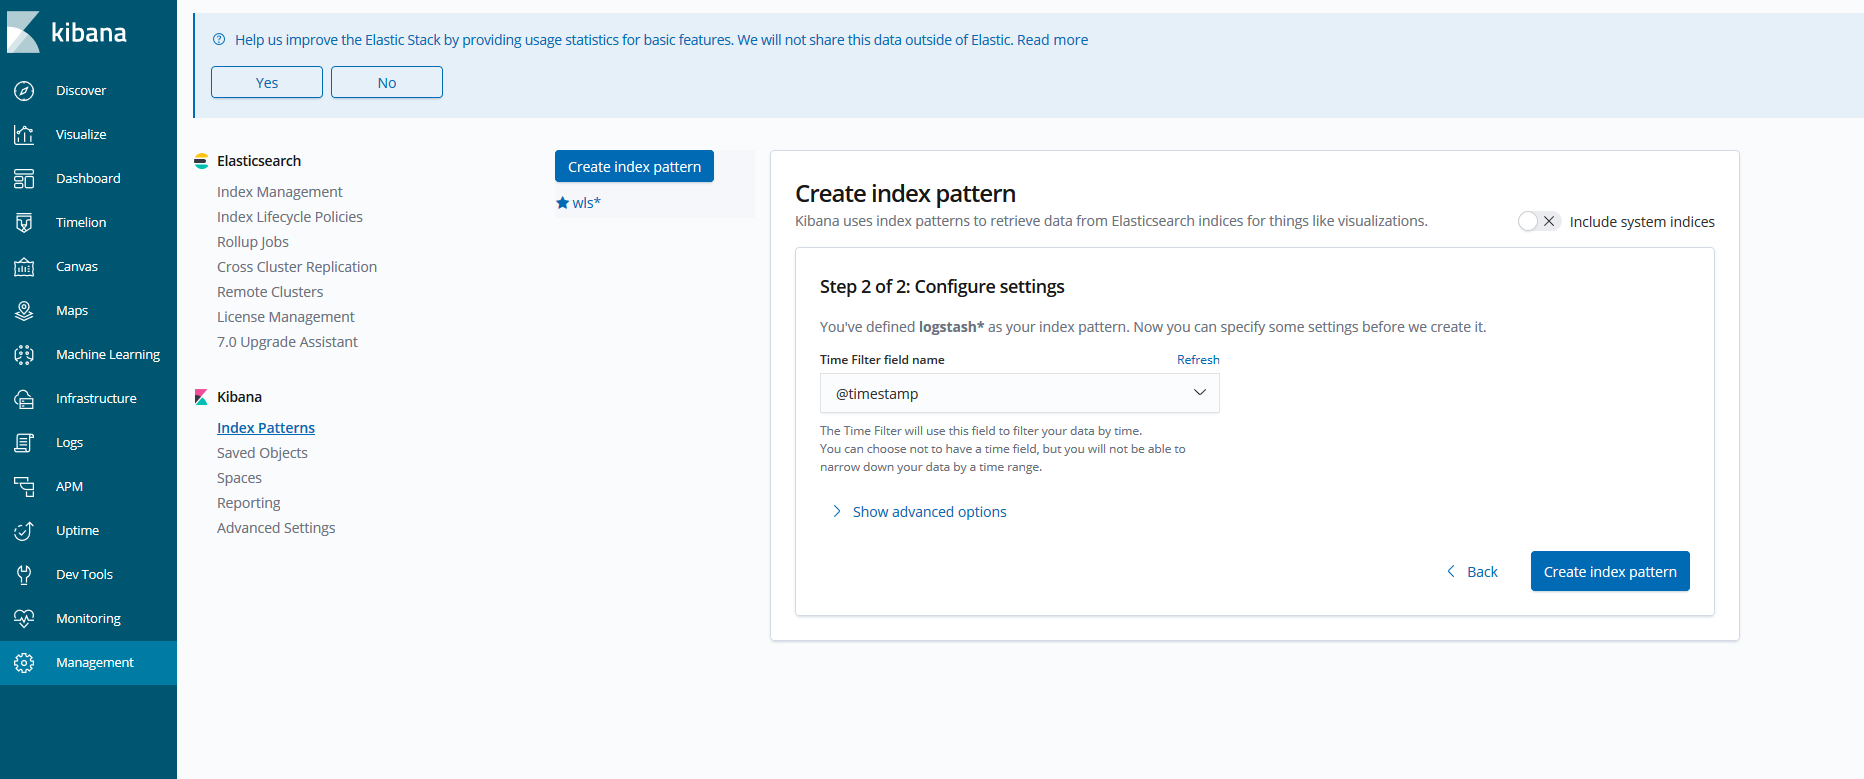 kibana
Discover
Visualize
Dashboard
Timelion
Canvas
Maps
Machine Learning
Infrastructure
Logs
APM
Uptime
Dev Tools
Monitoring
Management
Help us improve the Elastic Stack by providing usage statistics for basic features. We will not share this data outside of Elastic. Read more
Yes
No
Elasticsearch
Index Management
Index Lifecycle Policies
Rollup Jobs
Cross Cluster Replication
Remote Clusters
License Management
7.0 Upgrade Assistant
Kibana
Index Patterns
Saved Objects
Spaces
Reporting
Advanced Settings
Create index pattern
wls*
Create index pattern
Kibana uses index patterns to retrieve data from Elasticsearch indices for things like visualizations.
Include system indices
Step 2 of 2: Configure settings
You've defined logstash* as your index pattern. Now you can specify some settings before we create it.
Time Filter field name
Refresh
@timestamp
The Time Filter will use this field to filter your data by time.
You can choose not to have a time field, but you will not be able to
narrow down your data by a time range.
Show advanced options
Back
Create index pattern